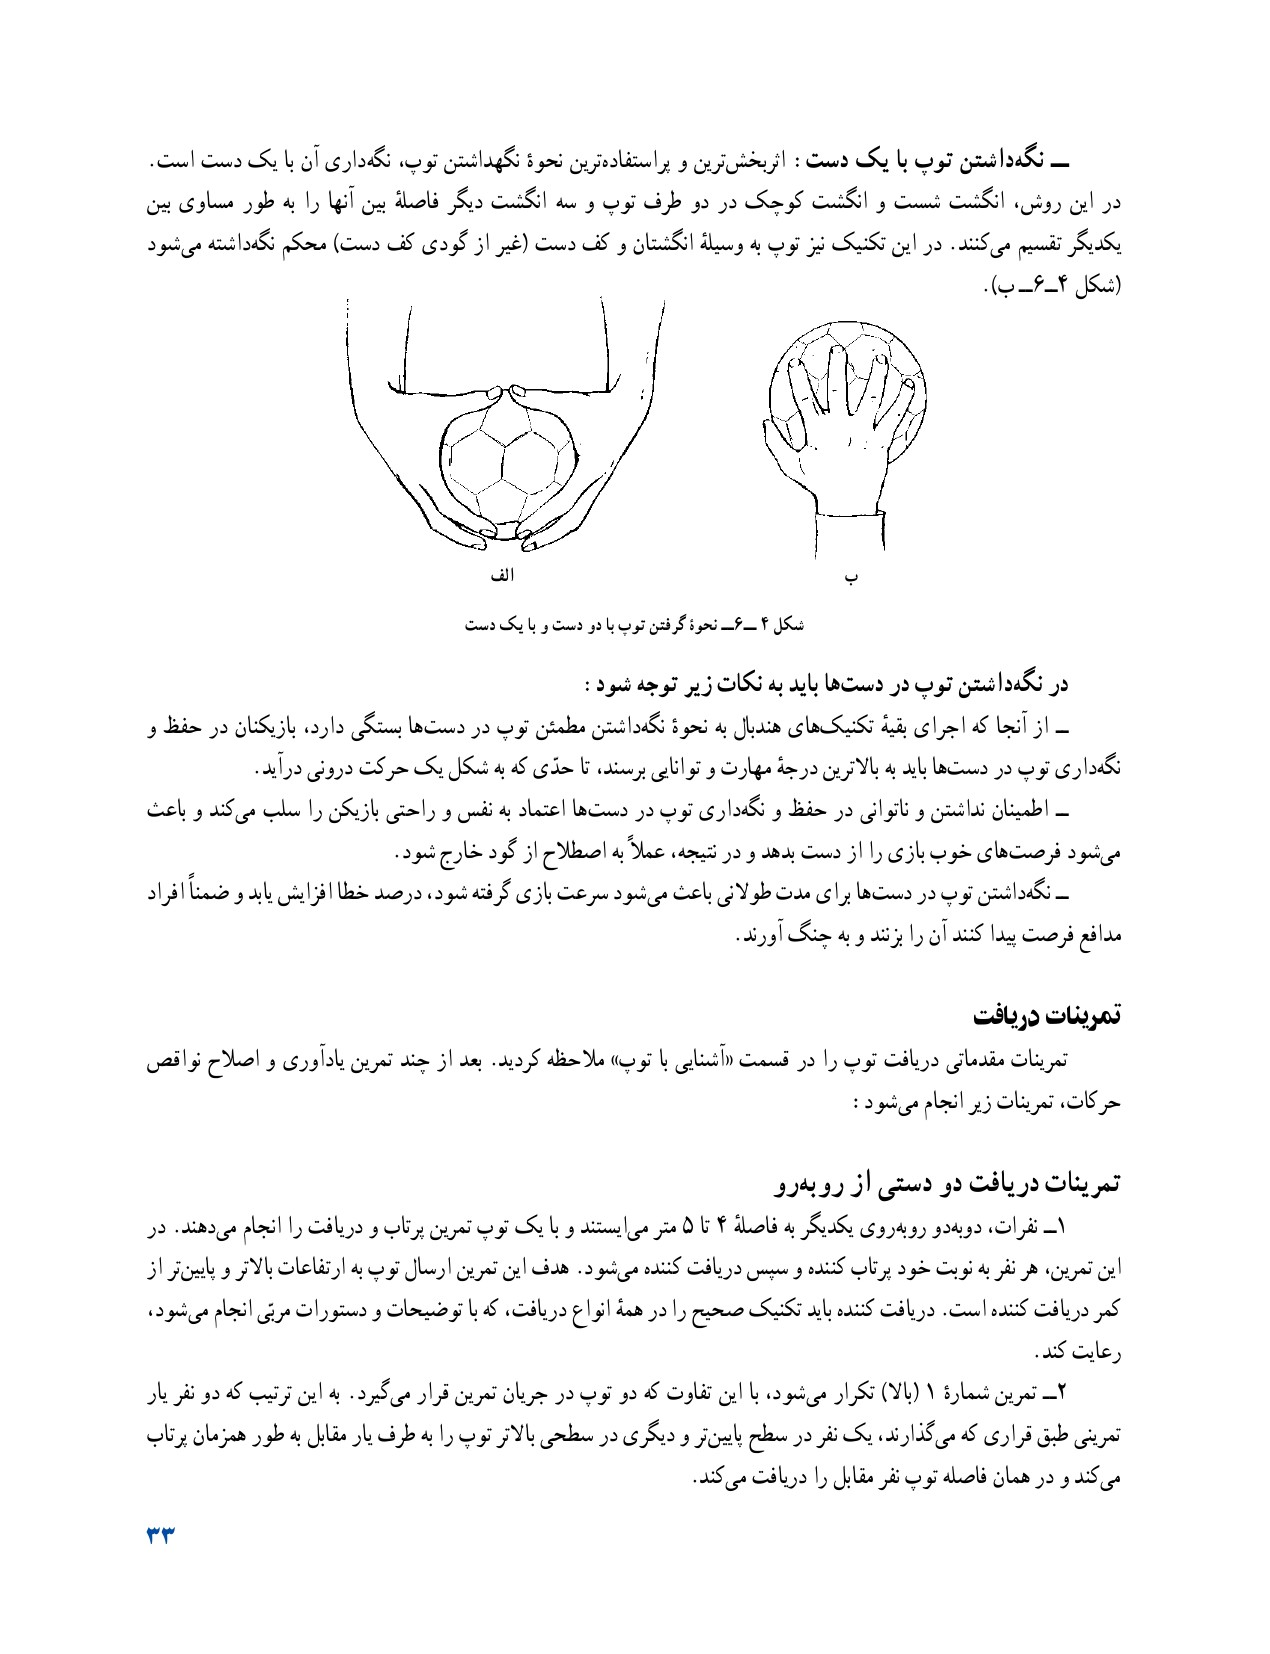 ــ نگه‌داشتن توپ با یک دست : اثربخش‌ترین و پراستفاده‌ترین نحوهٔ نگهداشتن توپ، نگه‌داری آن با یک دست است.
در این روش، انگشت شست و انگشت کوچک در دو طرف توپ و سه انگشت دیگر فاصلهٔ بین آنها را به طور مساوی بین
یکدیگر تقسیم می‌کنند. در این تکنیک نیز توپ به وسیلهٔ انگشتان و کف دست (غیر از گودی کف دست) محکم نگه‌داشته می‌شود
(شکل ۴ــ۶ــ ب).
الف
ب
شکل ۴ ــ۶ــ نحوهٔ گرفتن توپ با دو دست و با یک دست
در نگه‌داشتن توپ در دست‌ها باید به نکات زیر توجه شود :
ــ از آنجا که اجرای بقیهٔ تکنیک‌های هندبال به نحوهٔ نگه‌داشتن مطمئن توپ در دست‌ها بستگی دارد، بازیکنان در حفظ و
نگه‌داری توپ در دست‌ها باید به بالاترین درجهٔ مهارت و توانایی برسند، تا حدّی که به شکل یک حرکت درونی درآید.
ــ اطمینان نداشتن و ناتوانی در حفظ و نگه‌داری توپ در دست‌ها اعتماد به نفس و راحتی بازیکن را سلب می‌کند و باعث
می‌شود فرصت‌های خوب بازی را از دست بدهد و در نتیجه، عملاً به اصطلاح از گود خارج شود.
ــ نگه‌داشتن توپ در دست‌ها برای مدت طولانی باعث می‌شود سرعت بازی گرفته شود، درصد خطا افزایش یابد و ضمناً افراد
مدافع فرصت پیدا کنند آن را بزنند و به چنگ آورند.
تمرینات دریافت
تمرینات مقدماتی دریافت توپ را در قسمت «آشنایی با توپ» ملاحظه کردید. بعد از چند تمرین یادآوری و اصلاح نواقص
حرکات، تمرینات زیر انجام می‌شود :
تمرینات دریافت دو دستی از روبه‌رو
۱ــ نفرات، دوبه‌دو روبه‌روی یکدیگر به فاصلهٔ ۴ تا ۵ متر می‌ایستند و با یک توپ تمرین پرتاب و دریافت را انجام می‌دهند. در
این تمرین، هر نفر به نوبت خود پرتاب کننده و سپس دریافت کننده می‌شود. هدف این تمرین ارسال توپ به ارتفاعات بالاتر و پایین‌تر از
کمر دریافت کننده است. دریافت کننده باید تکنیک صحیح را در همهٔ انواع دریافت، که با توضیحات و دستورات مربّی انجام می‌شود،
رعایت کند.
۲ــ تمرین شمارهٔ ۱ (بالا) تکرار می‌شود، با این تفاوت که دو توپ در جریان تمرین قرار می‌گیرد. به این ترتیب که دو نفر یار
تمرینی طبق قراری که می‌گذارند، یک نفر در سطح پایین‌تر و دیگری در سطحی بالاتر توپ را به طرف یار مقابل به طور همزمان پرتاب
می‌کند و در همان فاصله توپ نفر مقابل را دریافت می‌کند.
۳۳